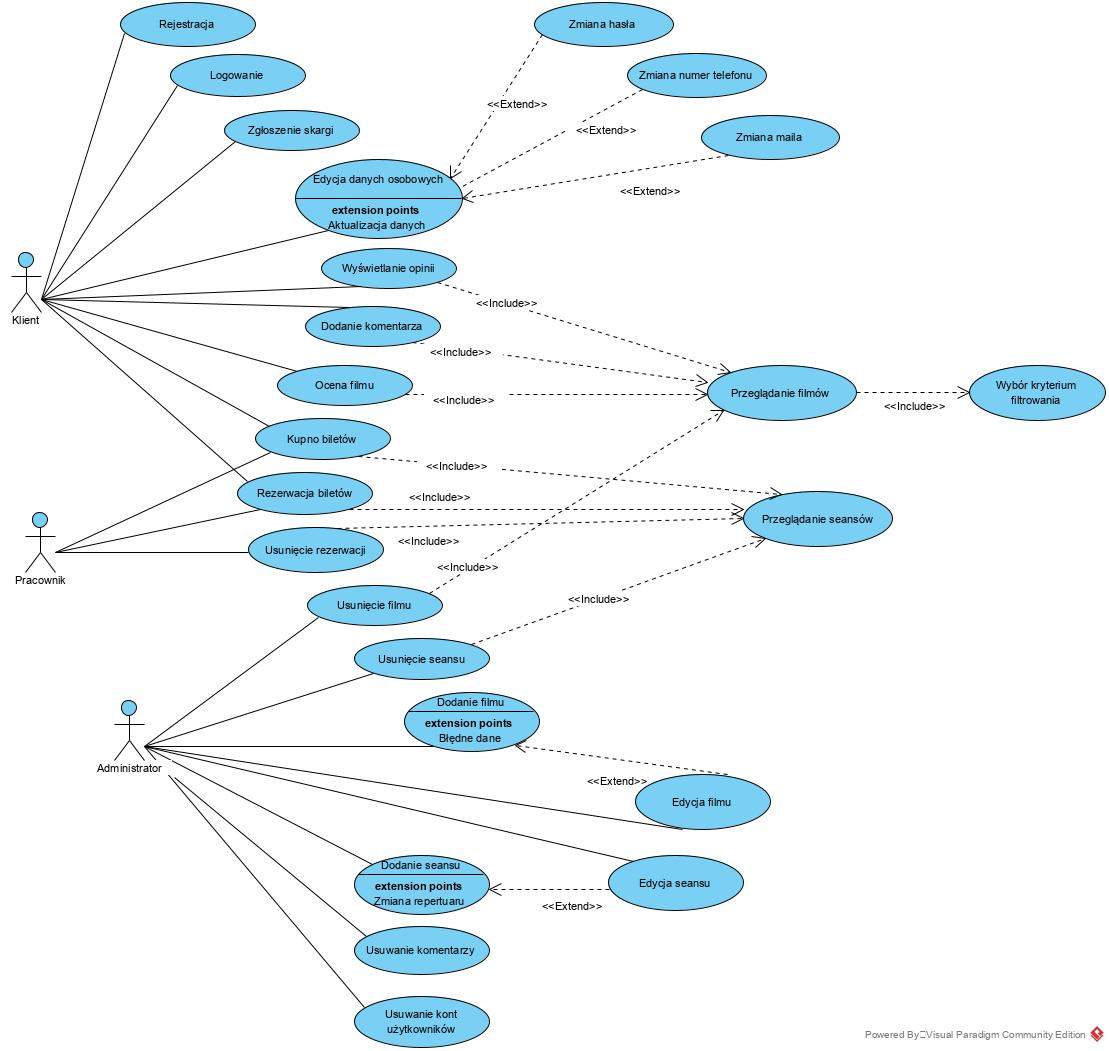 Rejestracja
Zmiana hasła
Logowanie
Zmiana numer telefonu
<<Extend>>
Zgłoszenie skargi
<<Extend>>
Zmiana maila
Edycja danych osobowych
<<Extend>>
extension points
Aktualizacja danych
Wyświetlanie opinii
<<Include>>
Klient
Dodanie komentarza
<<Include>>
Ocena filmu
<<Include>>
Przeglądanie filmów
<<Include>>
Wybór kryterium
filtrowania
Kupno biletów
<<Include>>
Rezerwacja biletów
<<Include>>
Przeglądanie seansów
<<Include>>
Usunięcie rezerwacji
<<Include>>
Pracownik
Usunięcie filmu
<<Include>>
Usunięcie seansu
Dodanie filmu
extension points
Błędne dane
Administrator
<<Extend>>
Edycja filmu
Dodanie seansu
extension points
Zmiana repertuaru
Edycja seansu
<<Extend>>
Usuwanie komentarzy
Usuwanie kont
użytkowników
Powered By Visual Paradigm Community Edition